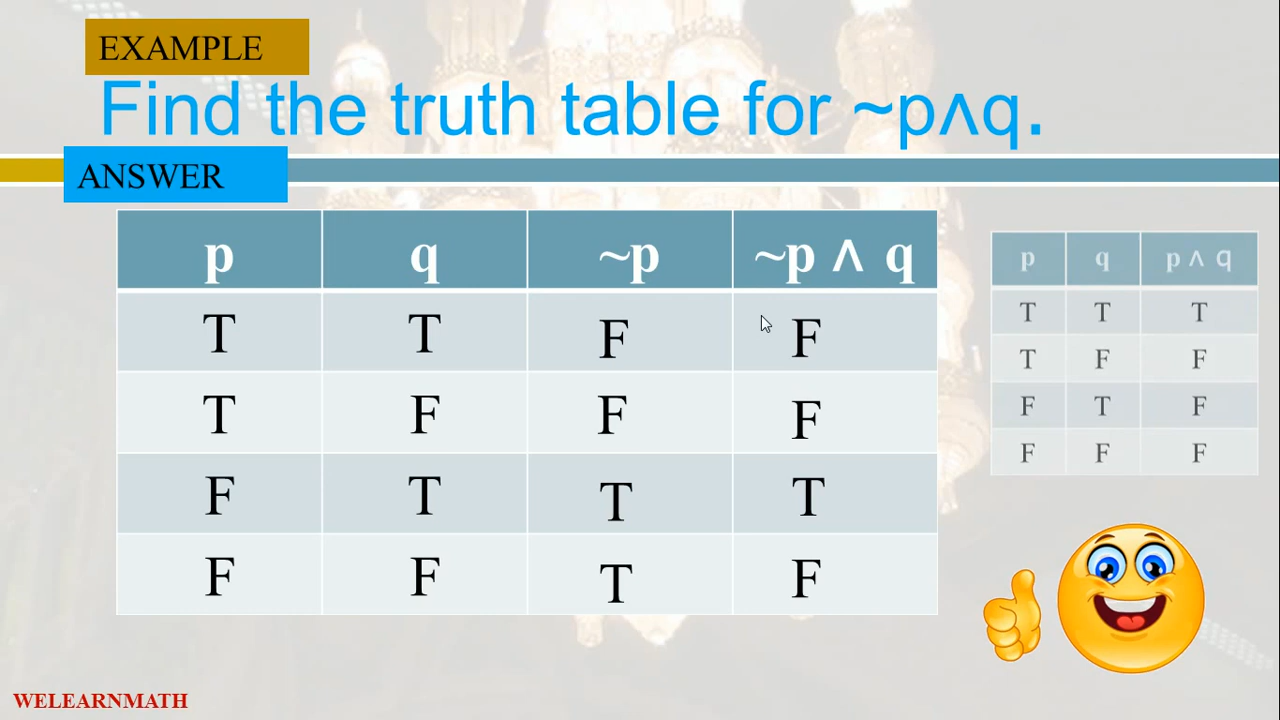 EXAMPLE
Find the truth table for ~p∧q.
ANSWER
p q ~p ~p ∧ q
T T F F
T F F F
F T T T
F F T F
p q p ∧ q
T T T
T F F
F T F
F F F
WELEARNMATH